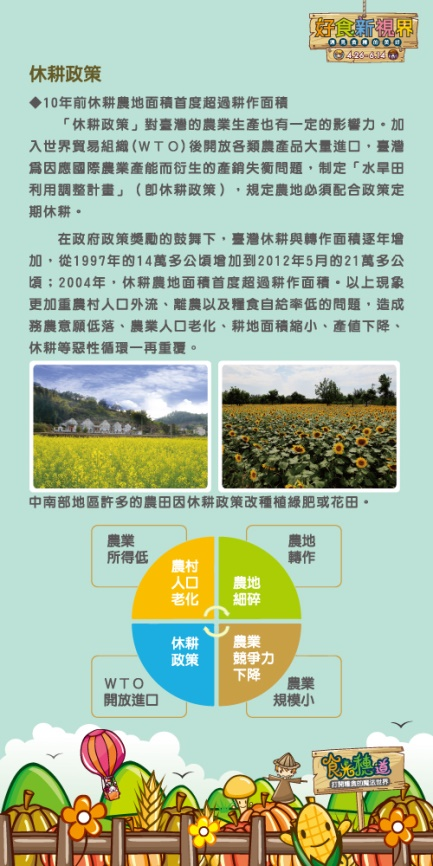 好食新視界
4.26-6.14
休耕政策
◆10年前休耕農地面積首度超過耕作面積
「休耕政策」對臺灣的農業生產也有一定的影響力。加
入世界貿易組織(WTO)後開放各類農產品大量進口，臺灣
為因應國際農業產能而衍生的產銷失衡問題，制定「水旱田
利用調整計畫」（即休耕政策），規定農地必須配合政策定
期休耕。
在政府政策獎勵的鼓舞下，臺灣休耕與轉作面積逐年增
加，從1997年的14萬多公頃增加到2012年5月的21萬多公
頃；2004年，休耕農地面積首度超過耕作面積。以上現象
更加重農村人口外流、離農以及糧食自給率低的問題，造成
務農意願低落、農業人口老化、耕地面積縮小、產值下降、
休耕等惡性循環一再重覆。
中南部地區許多的農田因休耕政策改種植綠肥或花田。
農業
所得低
農地
轉作
農村
人口
老化
農地
細碎
休耕
政策
農業
競爭力
下降
WTO
開放進口
農業
規模小
食光穗道
打開糧食的魔法世界